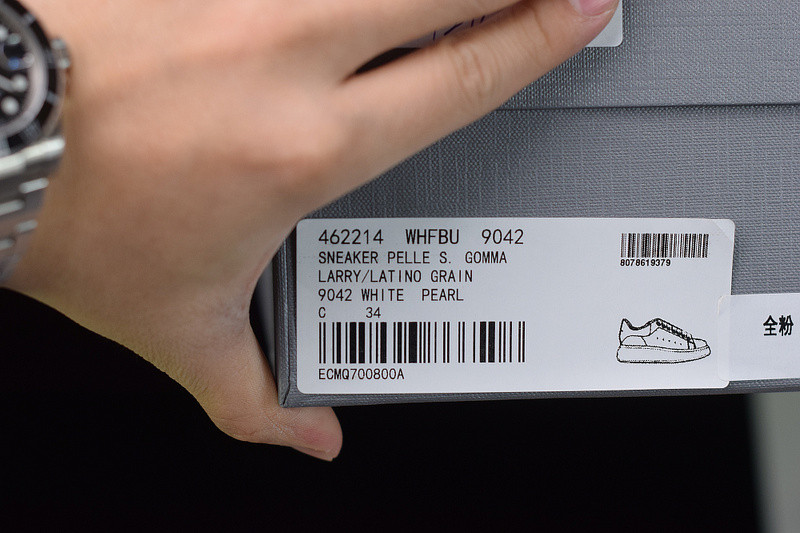 462214 WHFBU 9042
SNEAKER PELLE S. GOMMA
LARRY/LATINO GRAIN
9042 WHITE PEARL
C 34
ECMQ700800A
8078619379
全粉